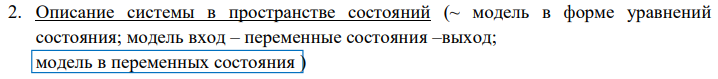 2. Описание системы в пространстве состояний (~ модель в форме уравнений
состояния; модель вход – переменные состояния –выход;
модель в переменных состояния )